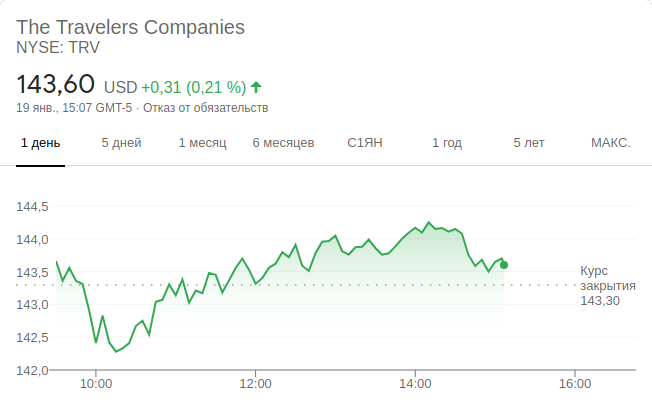 The Travelers Companies
NYSE: TRV
143,60 USD +0,31 (0,21 %)
19 янв., 15:07 GMT-5 · Отказ от обязательств
1 день 5 дней 1 месяц 6 месяцев С1ЯН 1 год 5 лет МАКС.
144,5
144,0
143,5
143,0
142,5
142,0
Курс
закрытия
143,30
10:00 12:00 14:00 16:00